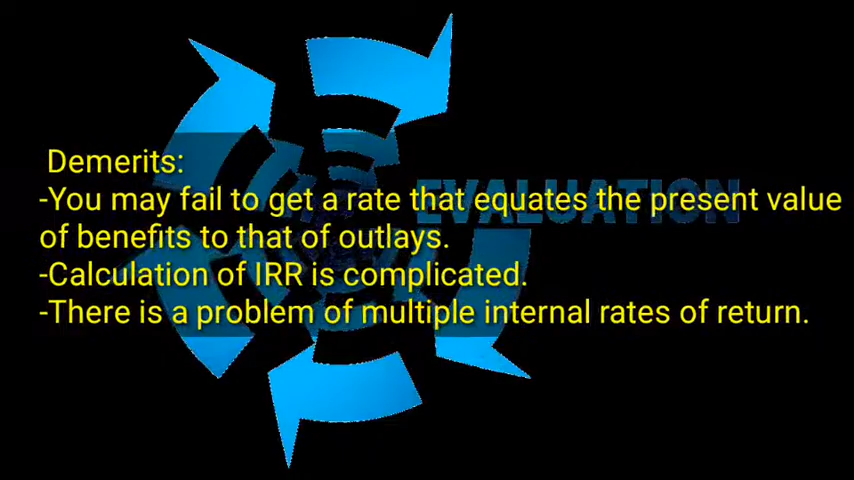 Demerits:
EVALUATION
-You may fail to get a rate that equates the present value
of benefits to that of outlays.
-Calculation of IRR is complicated.
-There is a problem of multiple internal rates of return.